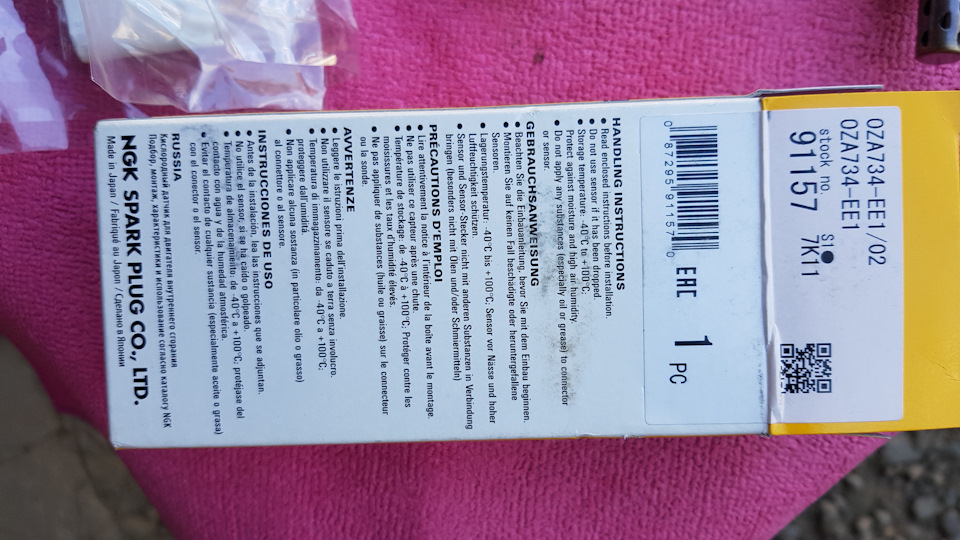 OZA734-EE1/02
OZA734-EE1
stock no. S1●
91157 7K11
0 87295 91157 0
EAC
1 PC
HANDLING INSTRUCTIONS
● Read enclosed instructions before installation.
● Do not use sensor if it has been dropped.
● Storage temperature: -40°C to +100°C;
Protect against moisture and high air humidity.
● Do not apply any substances (especially oil or grease) to connector
or sensor.
GEBRAUCHSANWEISUNG
● Beachten Sie die Einbauanleitung, bevor Sie mit dem Einbau beginnen.
● Montieren Sie auf keinen Fall beschädigte oder heruntergefallene
Sensoren.
● Lagerungstemperatur: -40°C bis +100°C; Sensor vor Nässe und hoher
Luftfeuchtigkeit schützen.
● Sensor und Sensor-Stecker nicht mit anderen Substanzen in Verbindung
bringen (besonders nicht mit Ölen und/oder Schmiermitteln)
PRÉCAUTIONS D'EMPLOI
● Lire attentivement la notice à l'intérieur de la boîte avant le montage.
● Ne pas utiliser ce capteur après une chute.
● Température de stockage: de -40°C à +100°C; Protéger contre les
moisissures et les taux d'humidité élevés.
● Ne pas appliquer de substances (huile ou graisse) sur le connecteur
ou la sonde.
AVVERTENZE
● Leggere le istruzioni prima dell'installazione.
● Non utilizzare il sensore se caduto a terra senza involucro.
● Temperatura di immagazzinamento: da -40°C a +100°C;
proteggere dall'umidità.
● Non applicare alcuna sostanza (in particolare olio o grasso)
al connettore o al sensore.
INSTRUCCIONES DE USO
● Antes de la instalación, lea las instrucciones que se adjuntan.
● No utilice el sensor, si se há caído o golpeado.
● Temperatura de almacenamiento: de -40°C a +100°C; protéjase del
contacto con agua y de la humedad atmosférica.
● Evitar el contacto de cualquier sustancia (especialmente aceite o grasa)
con el conector o el sensor.
RUSSIA
Кислородный датчик для двигателя внутреннего сгорания
Подбор, монтаж, характеристики и использование согласно каталогу NGK
NGK SPARK PLUG CO., LTD.
Made in Japan / Fabriqué au Japon / Сделано в Японии